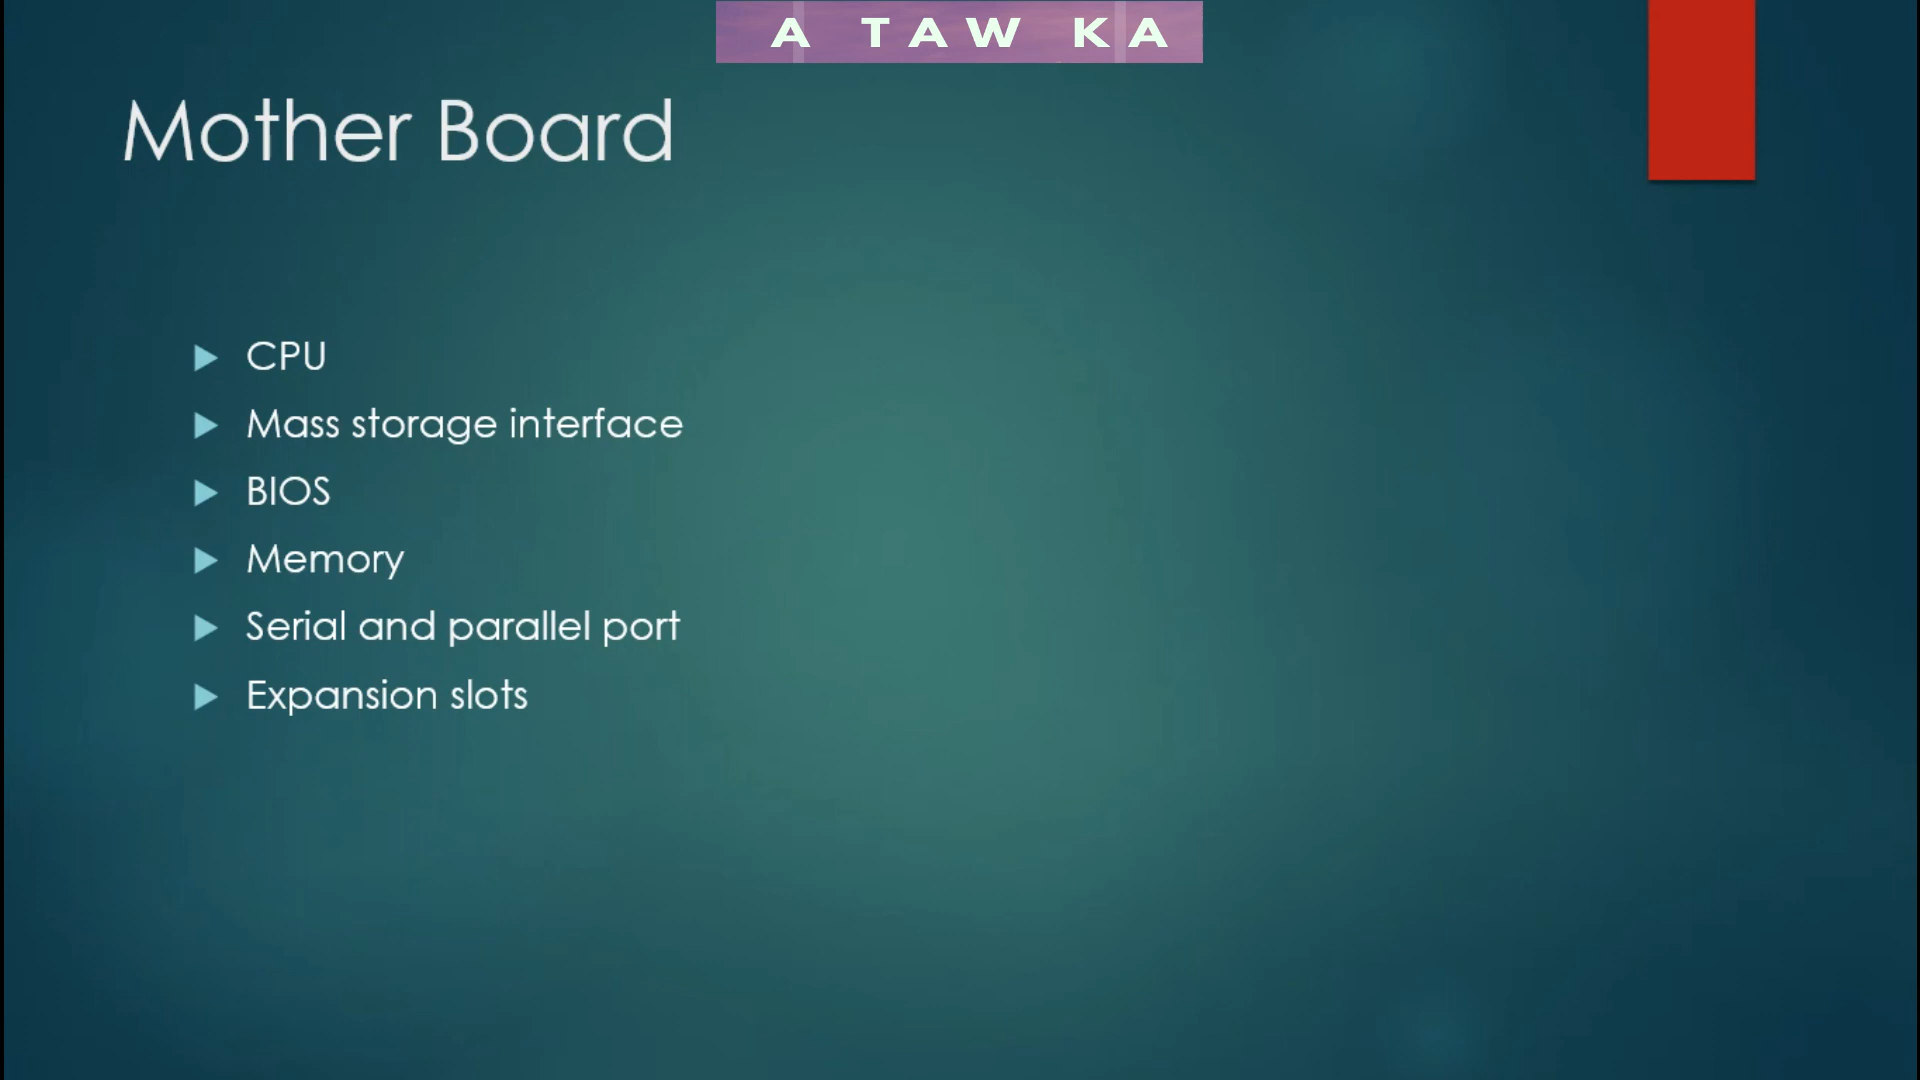 A TAW KA
Mother Board
CPU
Mass storage interface
BIOS
Memory
Serial and parallel port
Expansion slots